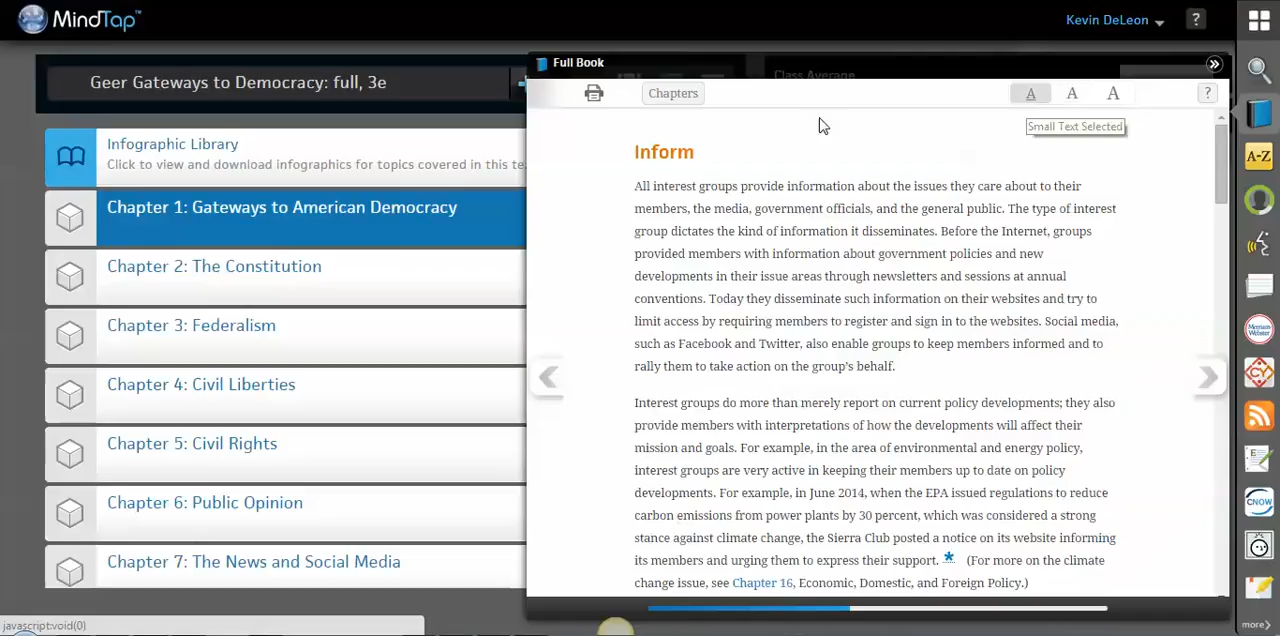 MindTap™
Kevin DeLeon
?
Geer Gateways to Democracy: full, 3e
Full Book
Class Average
Chapters
A A A
?
Small Text Selected
Infographic Library
Click to view and download infographics for topics covered in this te
Chapter 1: Gateways to American Democracy
Chapter 2: The Constitution
Chapter 3: Federalism
Chapter 4: Civil Liberties
Chapter 5: Civil Rights
Chapter 6: Public Opinion
Chapter 7: The News and Social Media
Inform
All interest groups provide information about the issues they care about to their
members, the media, government officials, and the general public. The type of interest
group dictates the kind of information it disseminates. Before the Internet, groups
provided members with information about government policies and new
developments in their issue areas through newsletters and sessions at annual
conventions. Today they disseminate such information on their websites and try to
limit access by requiring members to register and sign in to the websites. Social media,
such as Facebook and Twitter, also enable groups to keep members informed and to
rally them to take action on the group's behalf.
Interest groups do more than merely report on current policy developments; they also
provide members with interpretations of how the developments will affect their
mission and goals. For example, in the area of environmental and energy policy,
interest groups are very active in keeping their members up to date on policy
developments. For example, in June 2014, when the EPA issued regulations to reduce
carbon emissions from power plants by 30 percent, which was considered a strong
stance against climate change, the Sierra Club posted a notice on its website informing
its members and urging them to express their support. * (For more on the climate
change issue, see Chapter 16, Economic, Domestic, and Foreign Policy.)
A-Z
Merriam
Webster
CY
CNOW
more>
javascript:void(0)